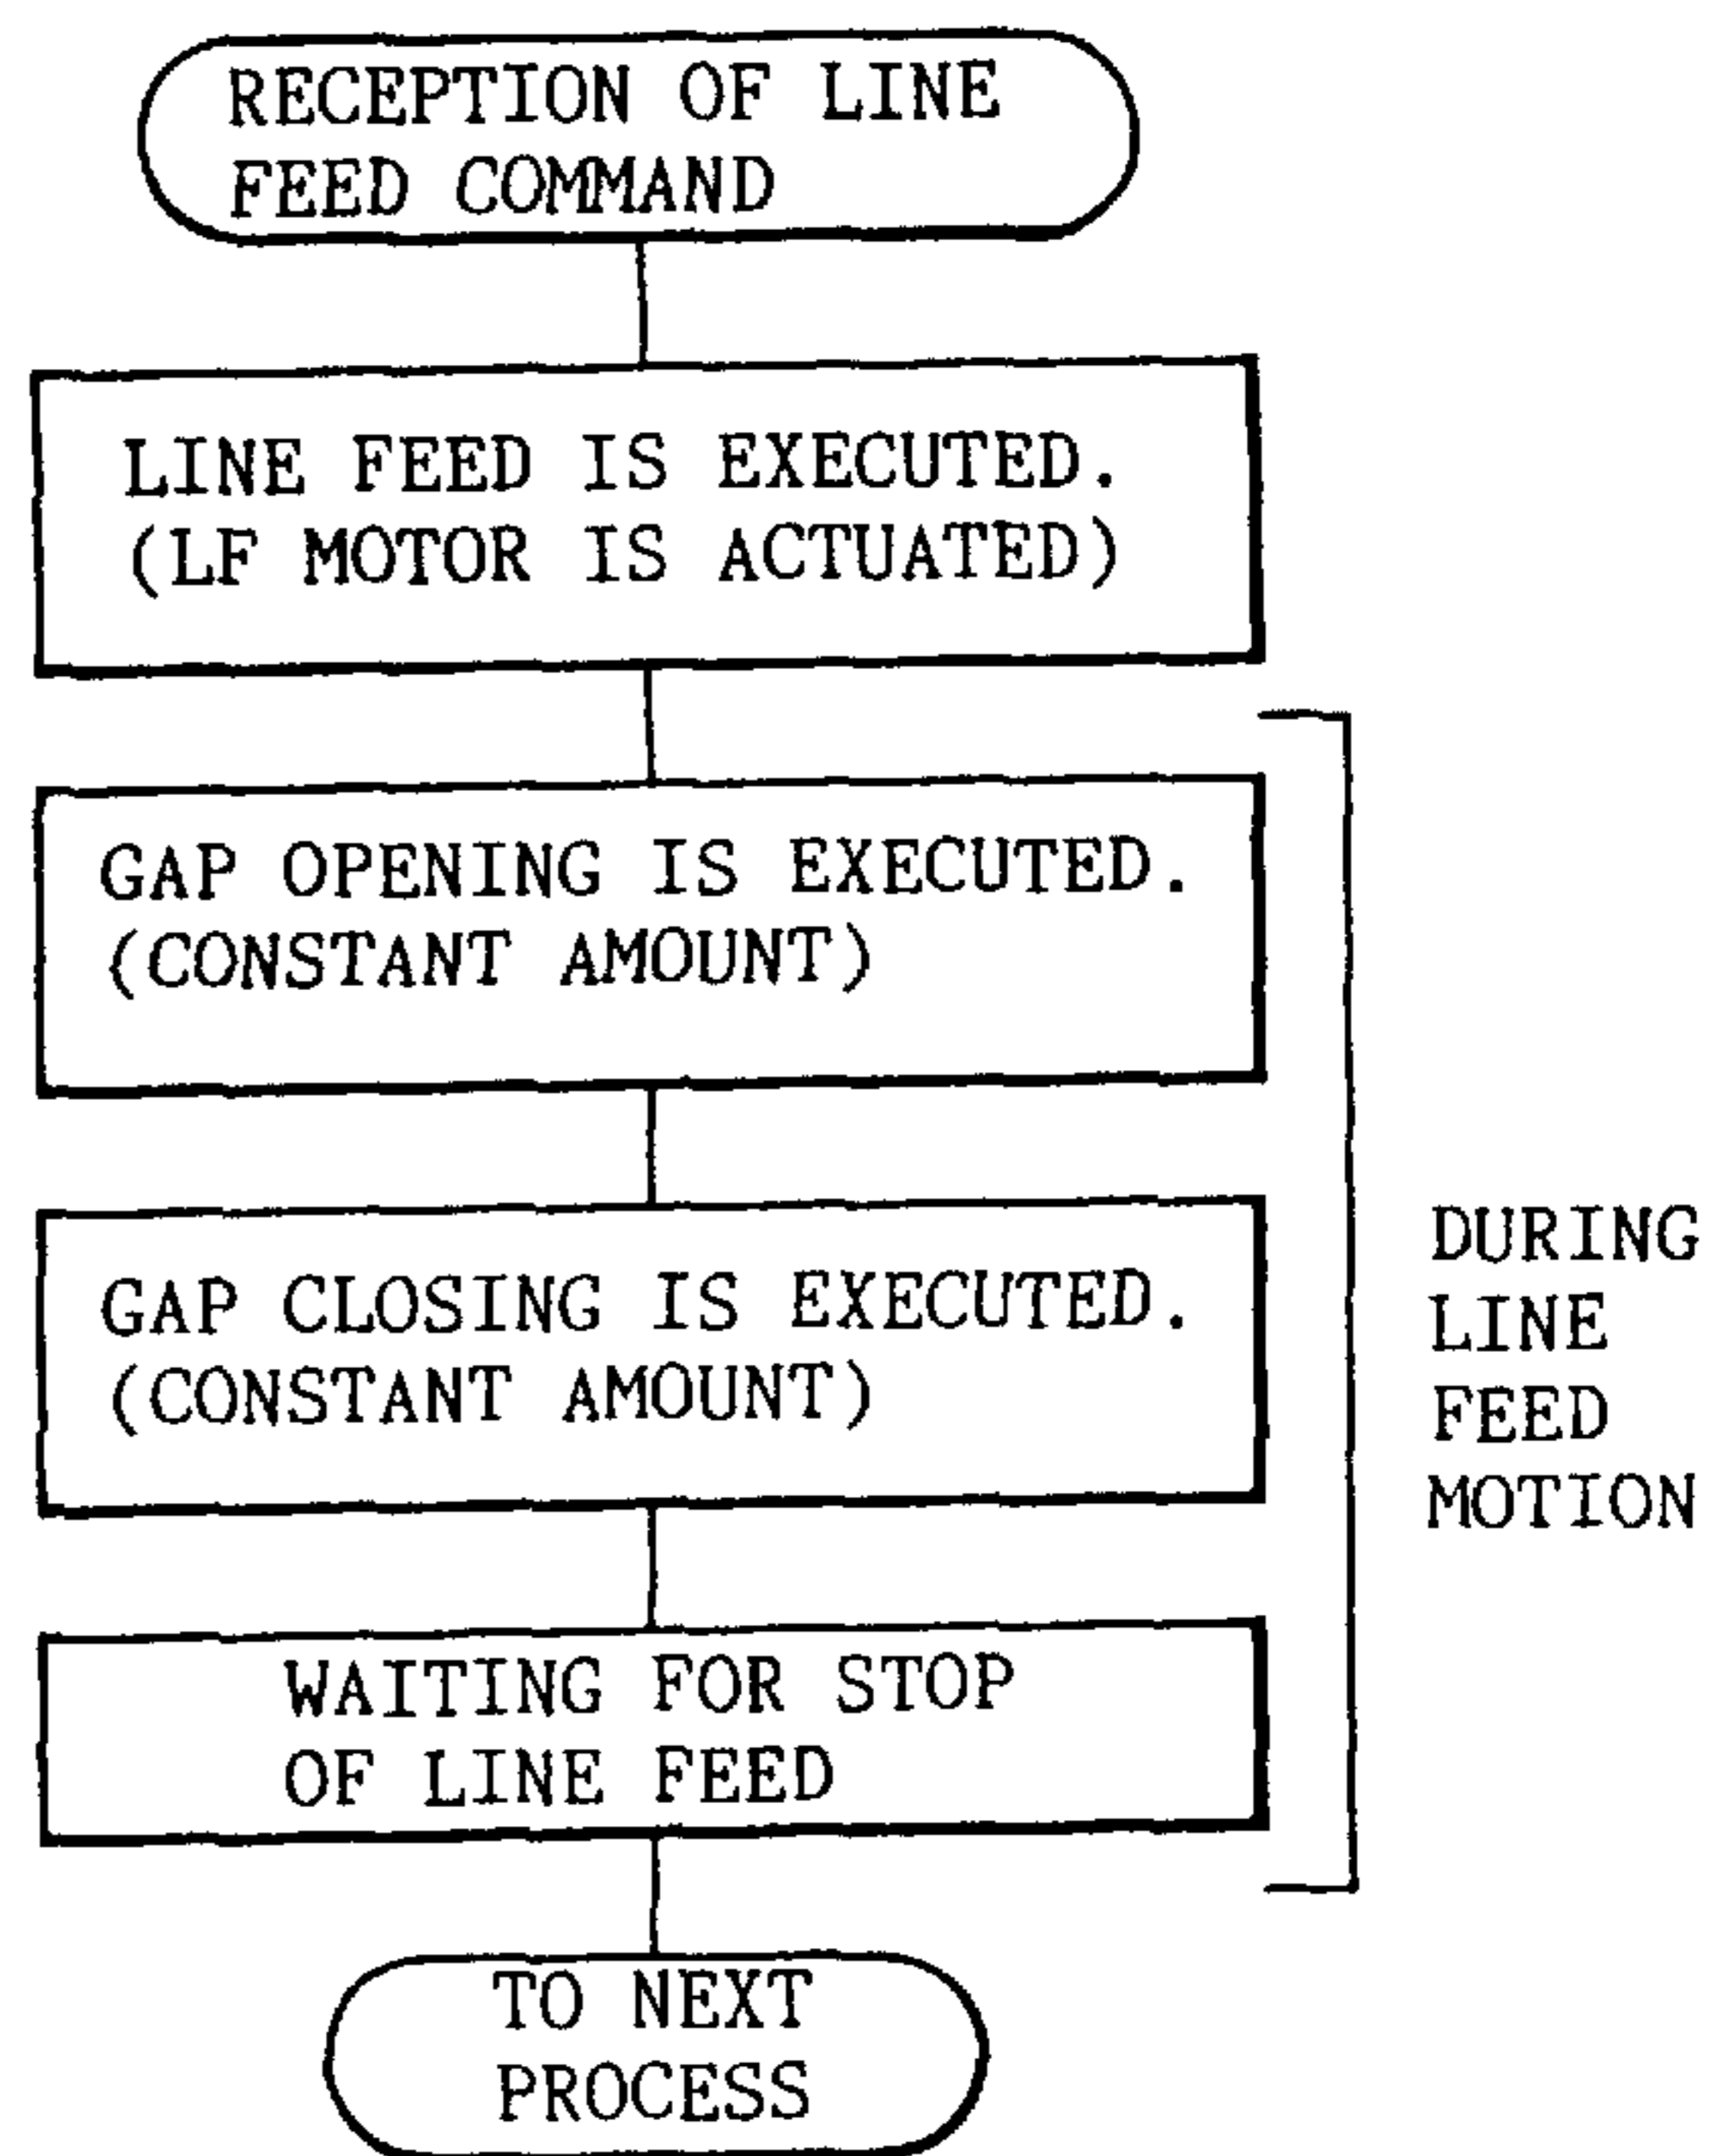 RECEPTION OF LINE
FEED COMMAND
LINE FEED IS EXECUTED.
(LF MOTOR IS ACTUATED)
GAP OPENING IS EXECUTED.
(CONSTANT AMOUNT)
GAP CLOSING IS EXECUTED.
(CONSTANT AMOUNT)
WAITING FOR STOP
OF LINE FEED
TO NEXT
PROCESS
DURING
LINE
FEED
MOTION